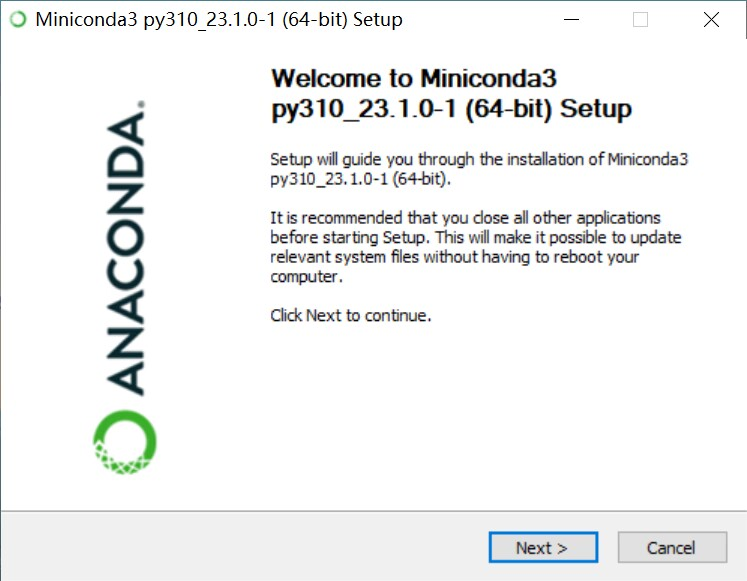 Miniconda3 py310_23.1.0-1 (64-bit) Setup
Welcome to Miniconda3
py310_23.1.0-1 (64-bit) Setup
Setup will guide you through the installation of Miniconda3
py310_23.1.0-1 (64-bit).
It is recommended that you close all other applications
before starting Setup. This will make it possible to update
relevant system files without having to reboot your
computer.
Click Next to continue.
ANACONDA.
Next >
Cancel